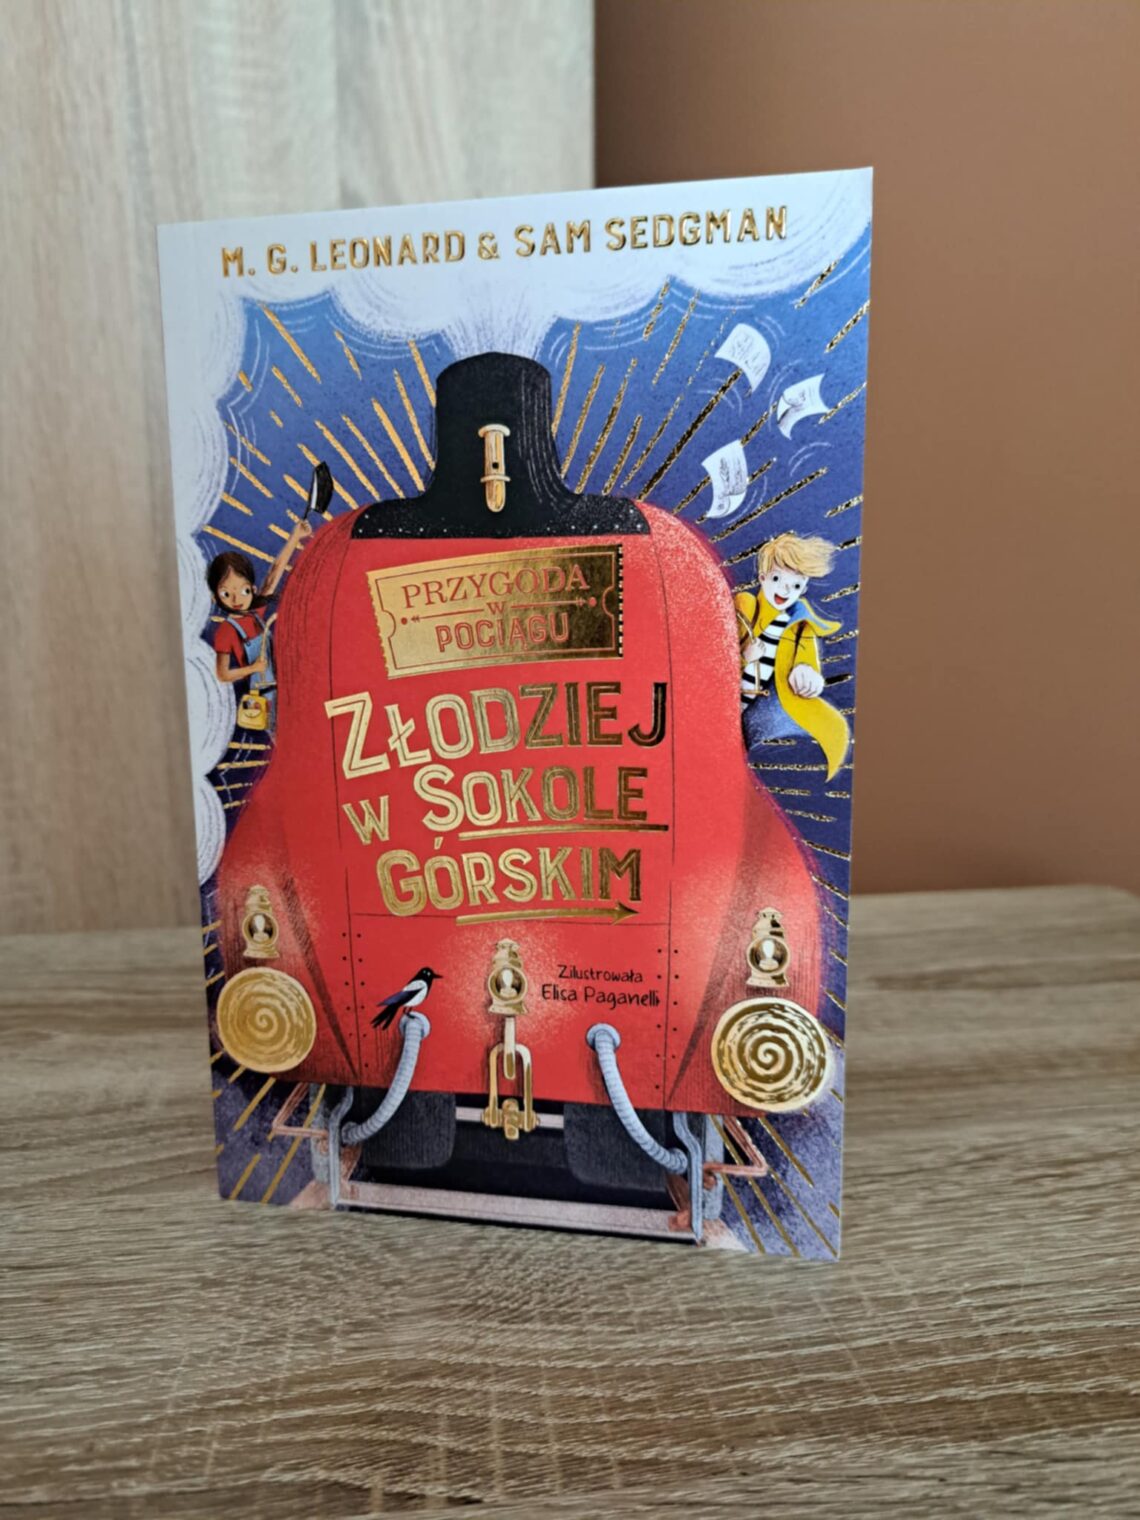 M. G. LEONARD & SAM SEDGMAN
PRZYGODA
W
POCIĄGU
ZŁODZIEJ
W SOKOLE
GÓRSKIM
Zilustrowała
Elisa Paganelli